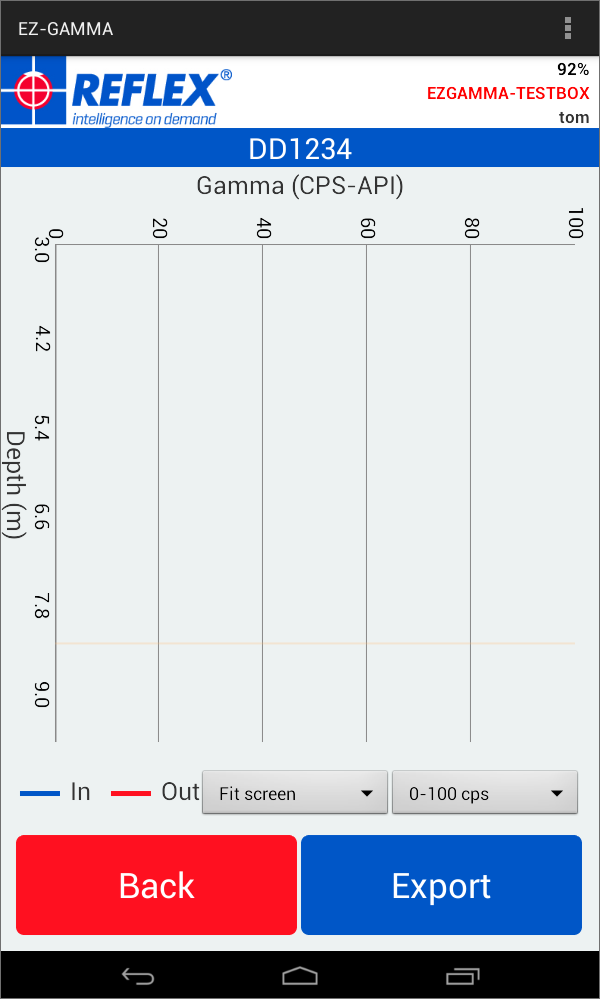 EZ-GAMMA
92%
REFLEX®
EZGAMMA-TESTBOX
intelligence on demand
tom
DD1234
Gamma (CPS-API)
0 20 40 60 80 100
3.0
4.2
5.4
Depth (m)
6.6
7.8
9.0
In Out Fit screen 0-100 cps
Back Export